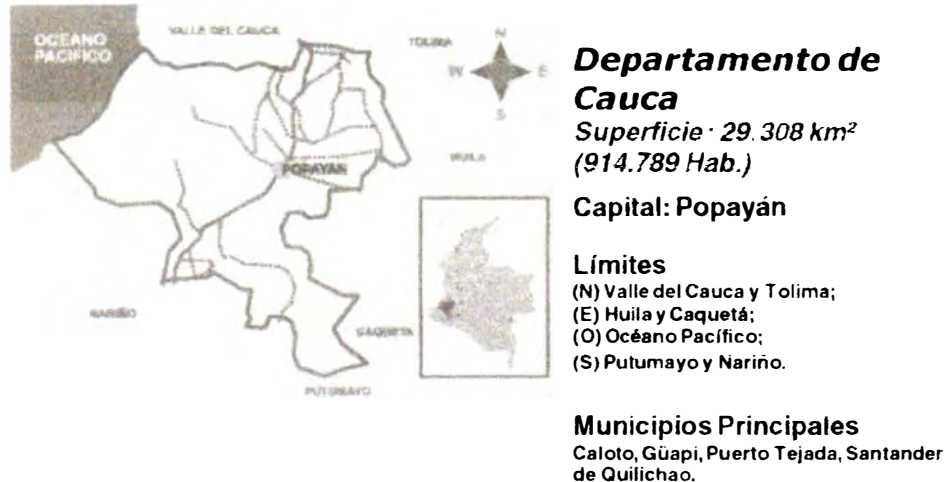 OCEANO
PACIFICO
VALLE DEL CAUCA
TOLIMA
N
W
E
S
HUILA
POPAYAN
NARIÑO
CAQUETA
PUTUMAYO
Departamento de
Cauca
Superficie · 29.308 km²
(914.789 Hab.)
Capital: Popayán
Límites
(N) Valle del Cauca y Tolima;
(E) Huila y Caquetá;
(O) Océano Pacífico;
(S) Putumayo y Nariño.
Municipios Principales
Caloto, Güapi, Puerto Tejada, Santander
de Quilichao.